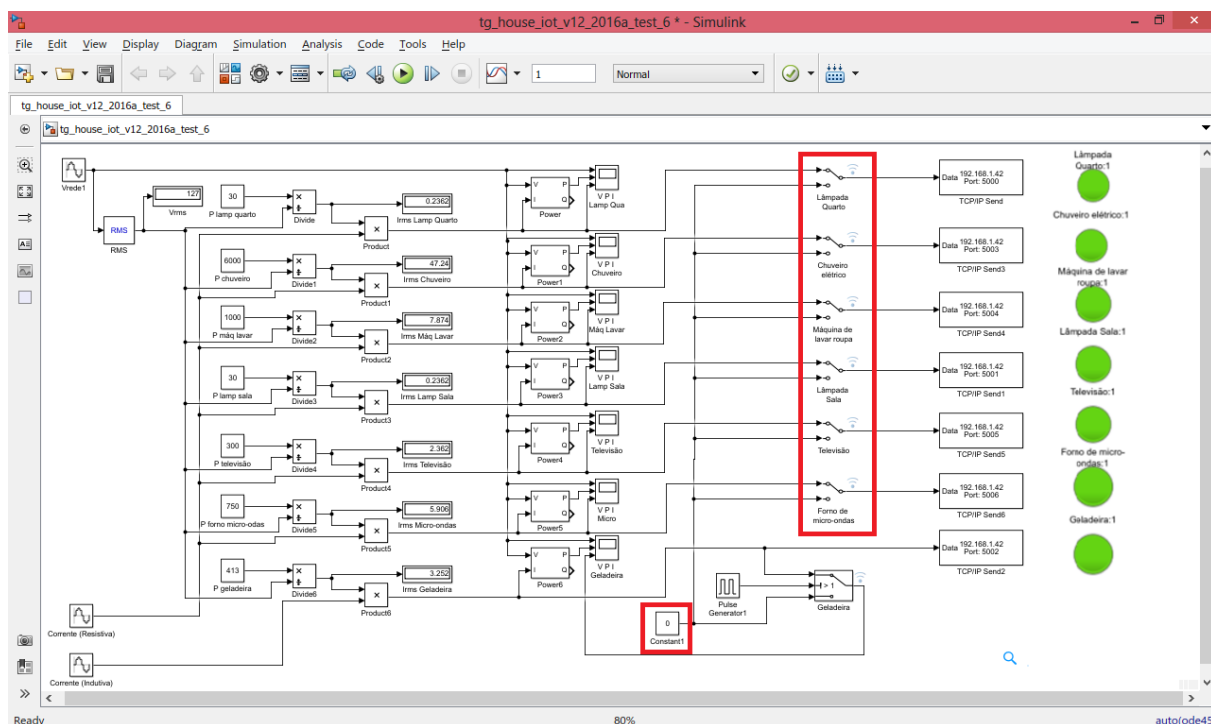 tg_house_iot_v12_2016a_test_6 * - Simulink
File Edit View Display Diagram Simulation Analysis Code Tools Help
1
Normal
tg_house_iot_v12_2016a_test_6
tg_house_iot_v12_2016a_test_6
Vrede1
127
Vrms
RMS
RMS
30
P lamp quarto
Divide
Product
0.2362
Irms Lamp Quarto
V P
I Q
Power
V P I
Lamp Qua
Lâmpada
Quarto
Data
192.168.1.42
Port: 5000
TCP/IP Send
Lâmpada
Quarto:1
6000
P chuveiro
Divide1
Product1
47.24
Irms Chuveiro
V P
I Q
Power1
V P I
Chuveiro
Chuveiro
elétrico
Data
192.168.1.42
Port: 5003
TCP/IP Send3
Chuveiro elétrico:1
1000
P máq lavar
Divide2
Product2
7.874
Irms Máq Lavar
V P
I Q
Power2
V P I
Máq Lavar
Máquina de
lavar roupa
Data
192.168.1.42
Port: 5004
TCP/IP Send4
Máquina de lavar
roupa:1
30
P lamp sala
Divide3
Product3
0.2362
Irms Lamp Sala
V P
I Q
Power3
V P I
Lamp Sala
Lâmpada
Sala
Data
192.168.1.42
Port: 5001
TCP/IP Send1
Lâmpada Sala:1
300
P televisão
Divide4
Product4
2.362
Irms Televisão
V P
I Q
Power4
V P I
Televisão
Televisão
Data
192.168.1.42
Port: 5005
TCP/IP Send5
Televisão:1
750
P forno micro-odas
Divide5
Product5
5.906
Irms Micro-ondas
V P
I Q
Power5
V P I
Micro
Forno de
micro-ondas
Data
192.168.1.42
Port: 5006
TCP/IP Send6
Forno de micro-
ondas:1
413
P geladeira
Divide6
Product6
3.252
Irms Geladeira
V P
I Q
Power6
V P I
Geladeira
Data
192.168.1.42
Port: 5002
TCP/IP Send2
Geladeira:1
Pulse
Generator1
> 1
Geladeira
0
Constant1
Corrente (Resistiva)
Corrente (Indutiva)
Ready
80%
auto(ode45